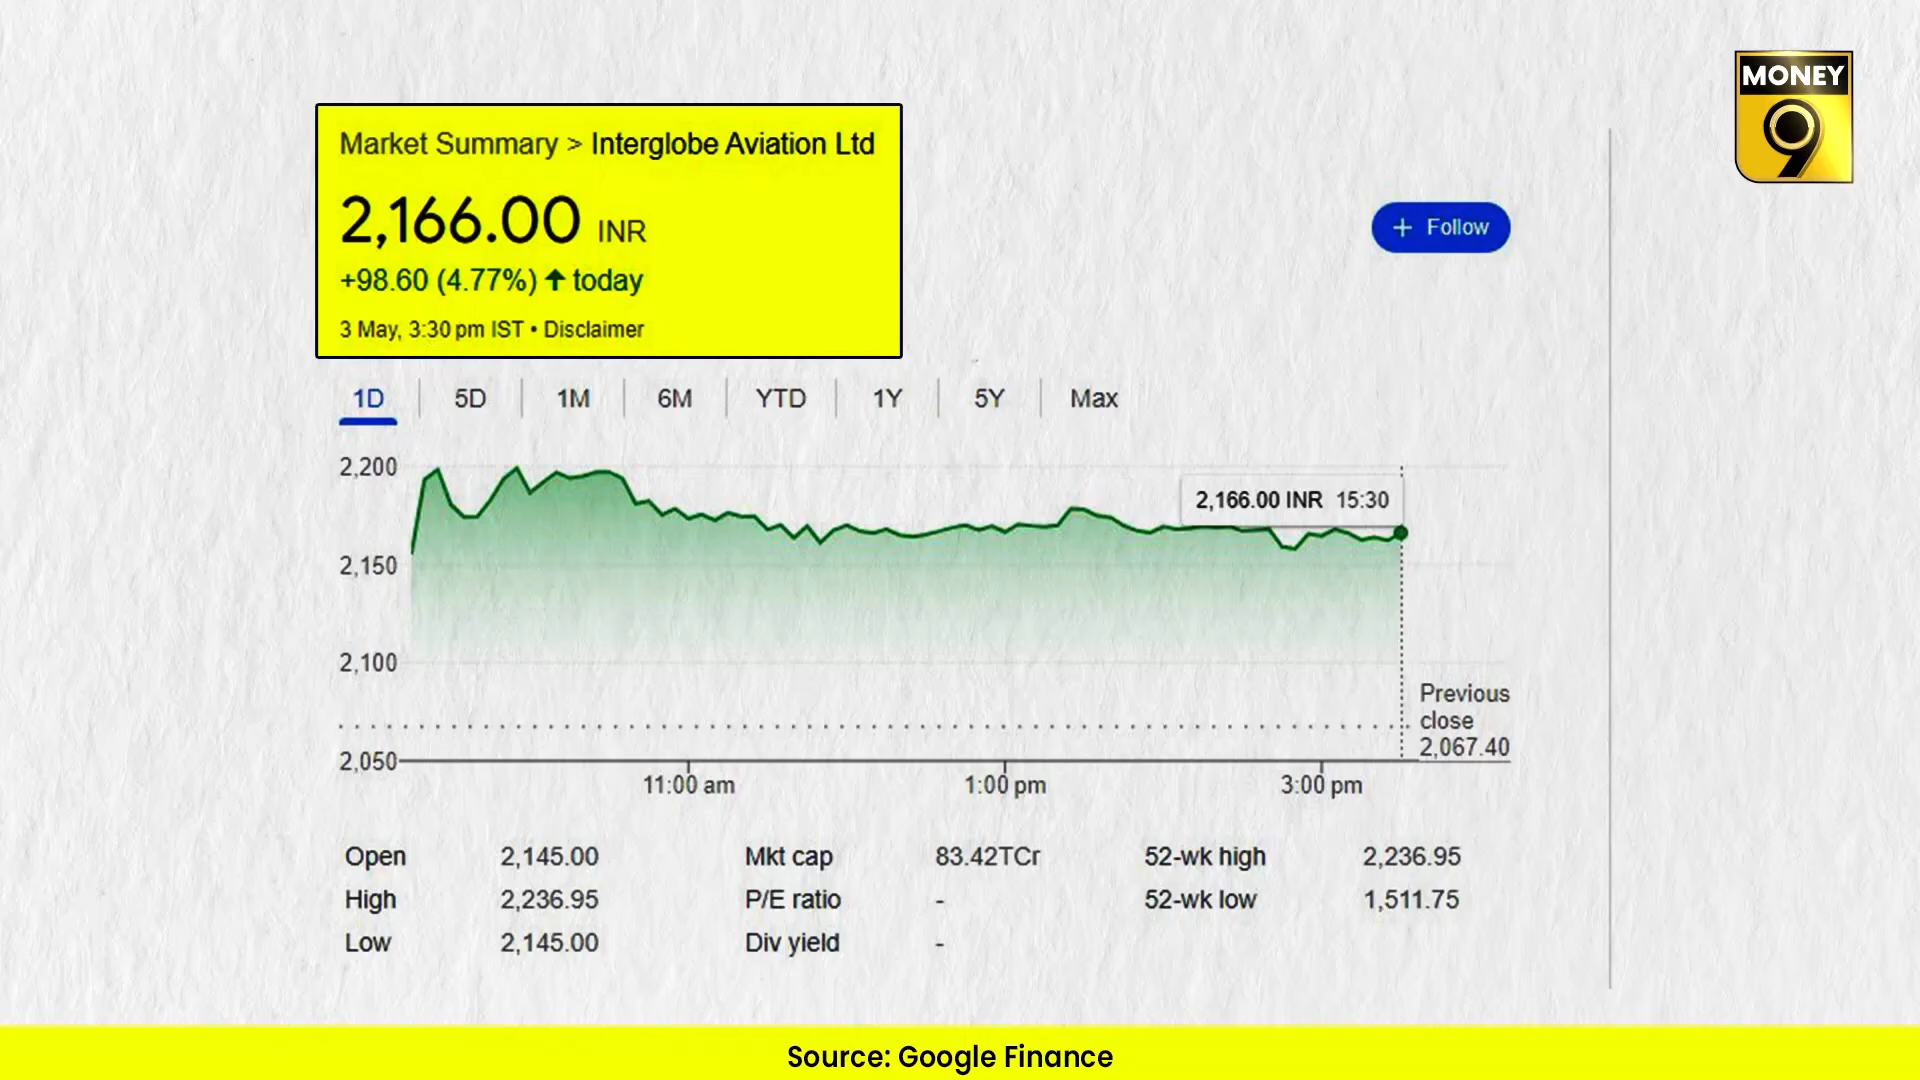 MONEY
9
Market Summary > Interglobe Aviation Ltd
2,166.00 INR
+98.60 (4.77%) ↑ today
3 May, 3:30 pm IST • Disclaimer
+ Follow
1D 5D 1M 6M YTD 1Y 5Y Max
2,200
2,166.00 INR 15:30
2,150
2,100
Previous
close
2,067.40
2,050
11:00 am 1:00 pm 3:00 pm
Open 2,145.00 Mkt cap 83.42TCr 52-wk high 2,236.95
High 2,236.95 P/E ratio - 52-wk low 1,511.75
Low 2,145.00 Div yield -
Source: Google Finance